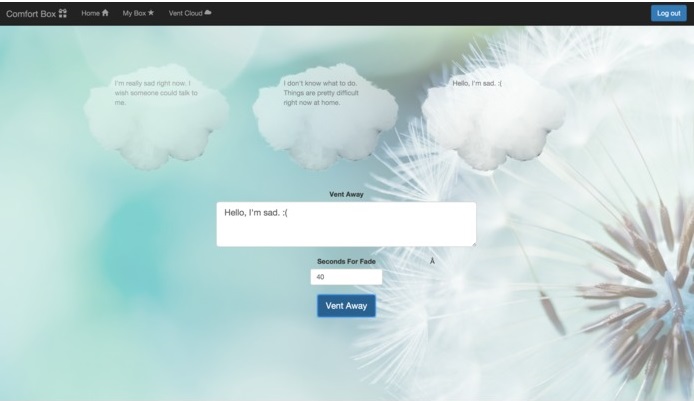 Comfort Box
Home
My Box
Vent Cloud
Log out
I'm really sad right now. I
wish someone could talk to
me.
I don't know what to do.
Things are pretty difficult
right now at home.
Hello, I'm sad. :(
Vent Away
Hello, I'm sad. :(
Seconds For Fade
Â
40
Vent Away